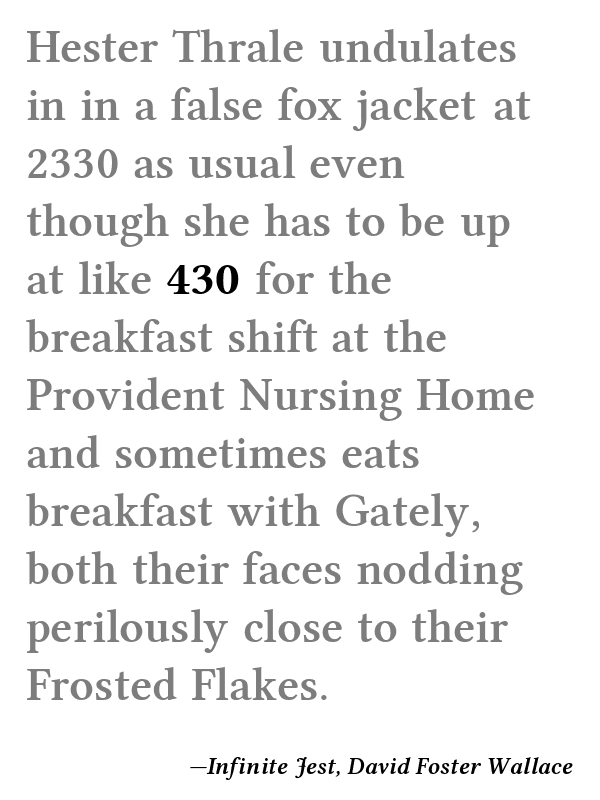 Hester Thrale undulates
in in a false fox jacket at
2330 as usual even
though she has to be up
at like 430 for the
breakfast shift at the
Provident Nursing Home
and sometimes eats
breakfast with Gately,
both their faces nodding
perilously close to their
Frosted Flakes.
—Infinite Jest, David Foster Wallace